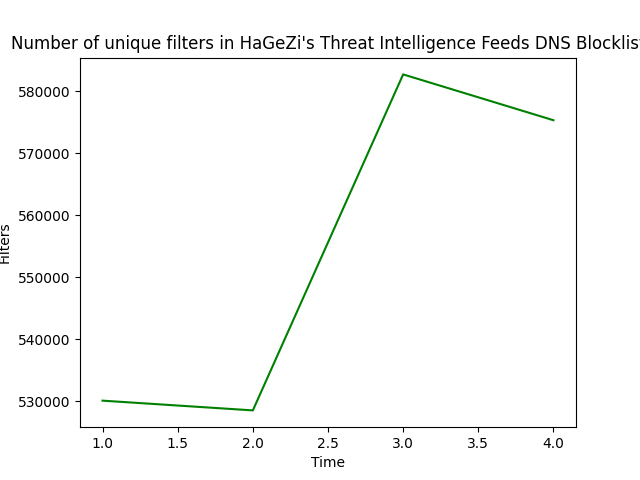 Number of unique filters in HaGeZi's Threat Intelligence Feeds DNS Blocklis
580000
570000
560000
550000
540000
530000
Filters
1.0 1.5 2.0 2.5 3.0 3.5 4.0
Time